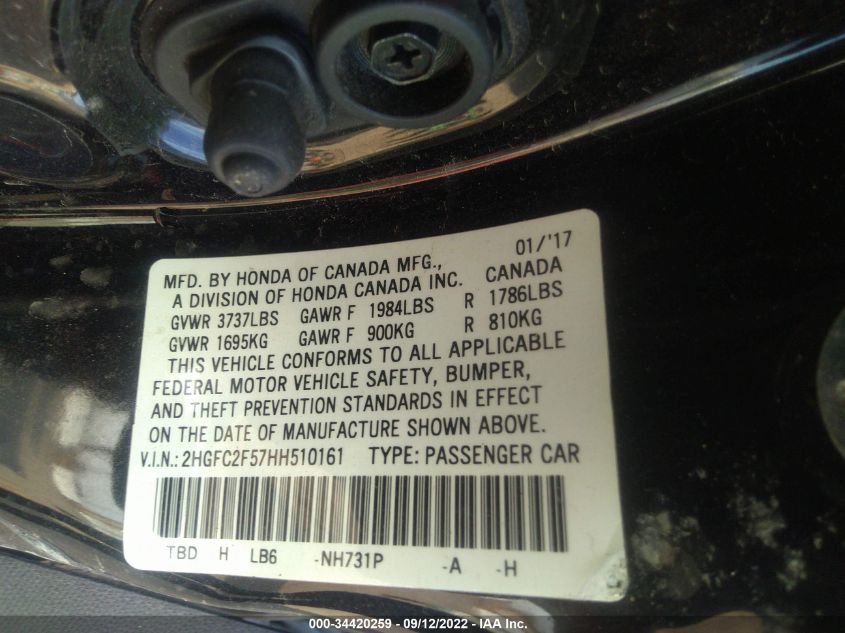 01/'17
MFD. BY HONDA OF CANADA MFG.,
A DIVISION OF HONDA CANADA INC. CANADA
GVWR 3737LBS GAWR F 1984LBS R 1786LBS
GVWR 1695KG GAWR F 900KG R 810KG
THIS VEHICLE CONFORMS TO ALL APPLICABLE
FEDERAL MOTOR VEHICLE SAFETY, BUMPER,
AND THEFT PREVENTION STANDARDS IN EFFECT
ON THE DATE OF MANUFACTURE SHOWN ABOVE.
V.I.N.: 2HGFC2F57HH510161 TYPE: PASSENGER CAR
TBD H LB6 -NH731P -A -H
000-34420259 - 09/12/2022 - IAA Inc.